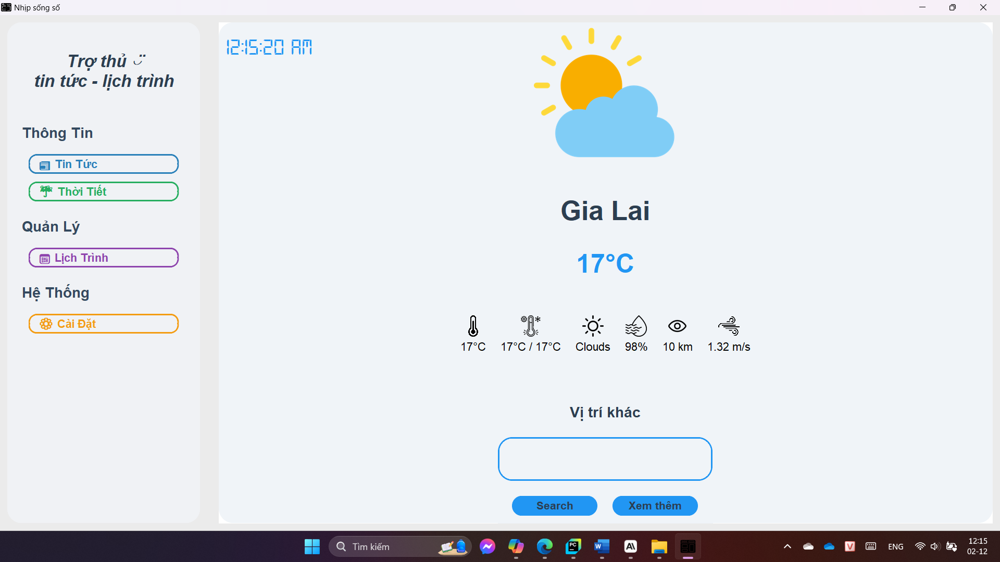 Nhịp sống số
Trợ thủ
tin tức - lịch trình
Thông Tin
Tin Tức
Thời Tiết
Quản Lý
Lịch Trình
Hệ Thống
Cài Đặt
12:15:20 AM
Gia Lai
17°C
17°C
17°C / 17°C
Clouds
98%
10 km
1.32 m/s
Vị trí khác
Search
Xem thêm
Tìm kiếm
PC
W
V
ENG
12:15
02-12